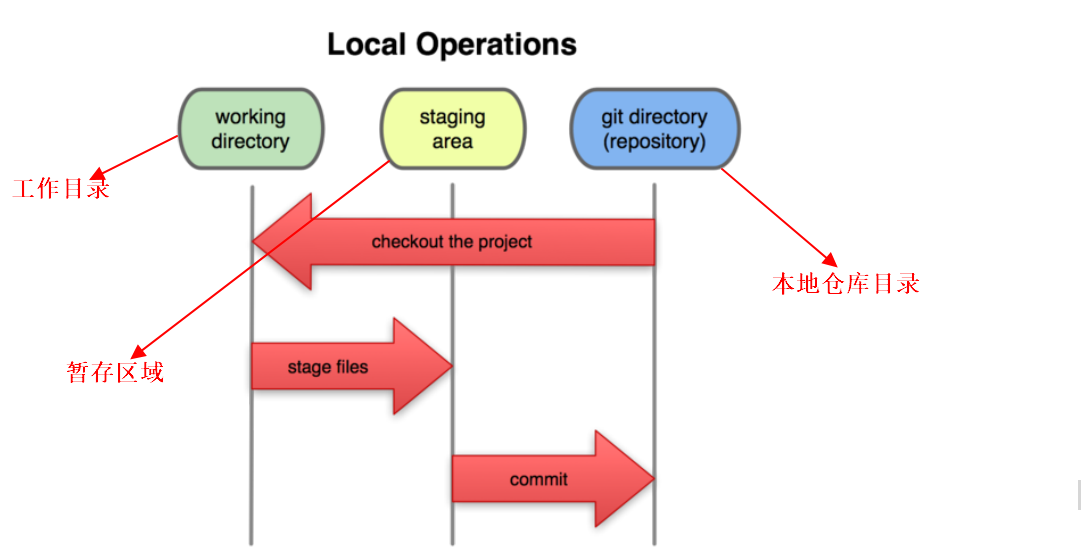 Local Operations
working
directory
staging
area
git directory
(repository)
工作目录
checkout the project
本地仓库目录
stage files
暂存区域
commit